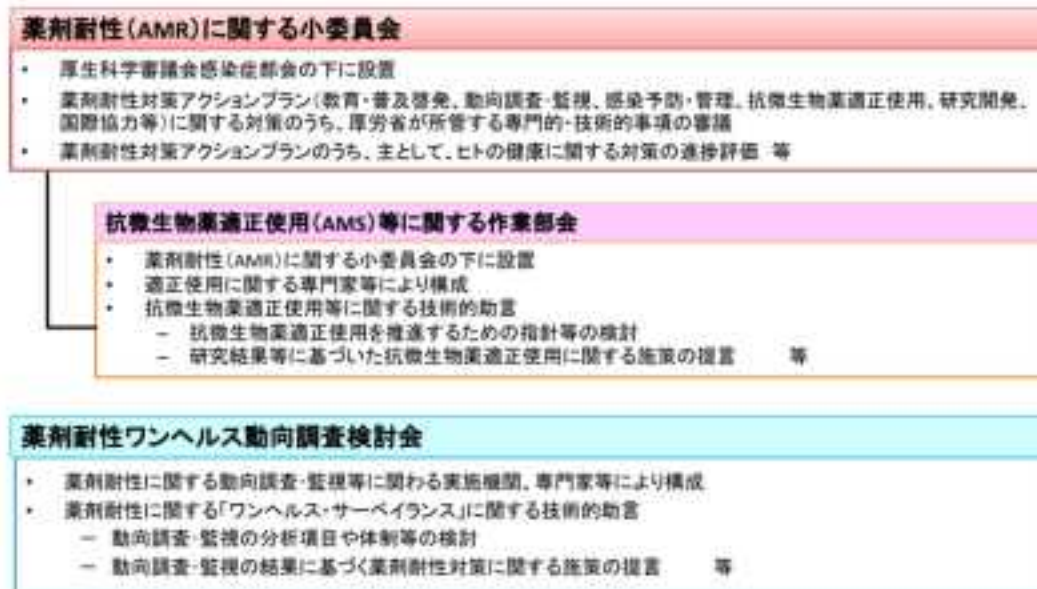 薬剤耐性(AMR)に関する小委員会
• 厚生科学審議会感染症部会の下に設置
• 薬剤耐性対策アクションプラン(教育・普及啓発、動向調査・監視、感染予防・管理、抗微生物薬適正使用、研究開発、
国際協力等)に関する対策のうち、厚労省が所管する専門的・技術的事項の審議
• 薬剤耐性対策アクションプランのうち、主として、ヒトの健康に関する対策の進捗評価 等
抗微生物薬適正使用(AMS)等に関する作業部会
• 薬剤耐性(AMR)に関する小委員会の下に設置
• 適正使用に関する専門家等により構成
• 抗微生物薬適正使用等に関する技術的助言
– 抗微生物薬適正使用を推進するための指針等の検討
– 研究結果等に基づいた抗微生物薬適正使用に関する施策の提言 等
薬剤耐性ワンヘルス動向調査検討会
• 薬剤耐性に関する動向調査・監視等に関わる実施機関、専門家等により構成
• 薬剤耐性に関する「ワンヘルス・サーベイランス」に関する技術的助言
– 動向調査・監視の分析項目や体制等の検討
– 動向調査・監視の結果に基づく薬剤耐性対策に関する施策の提言 等